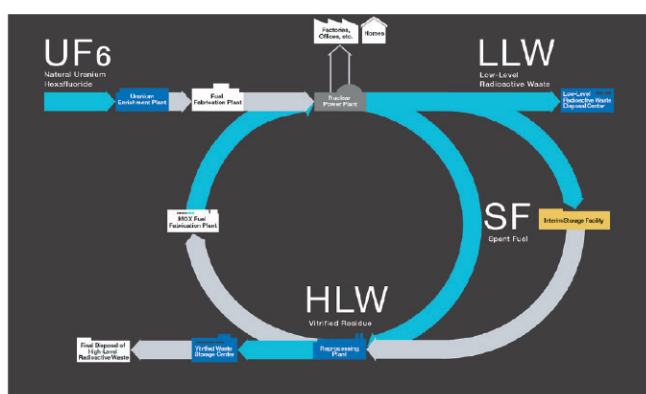 UF6
Natural Uranium
Hexafluoride
Factories,
Offices, etc.
Homes
LLW
Low-Level
Radioactive Waste
Uranium
Enrichment Plant
Fuel
Fabrication Plant
Nuclear
Power Plant
Low-Level
Radioactive Waste
Disposal Center
MOX Fuel
Fabrication Plant
SF
Spent Fuel
Interim Storage Facility
HLW
Vitrified Residue
Final Disposal of
High-Level
Radioactive Waste
Vitrified Waste
Storage Center
Reprocessing
Plant